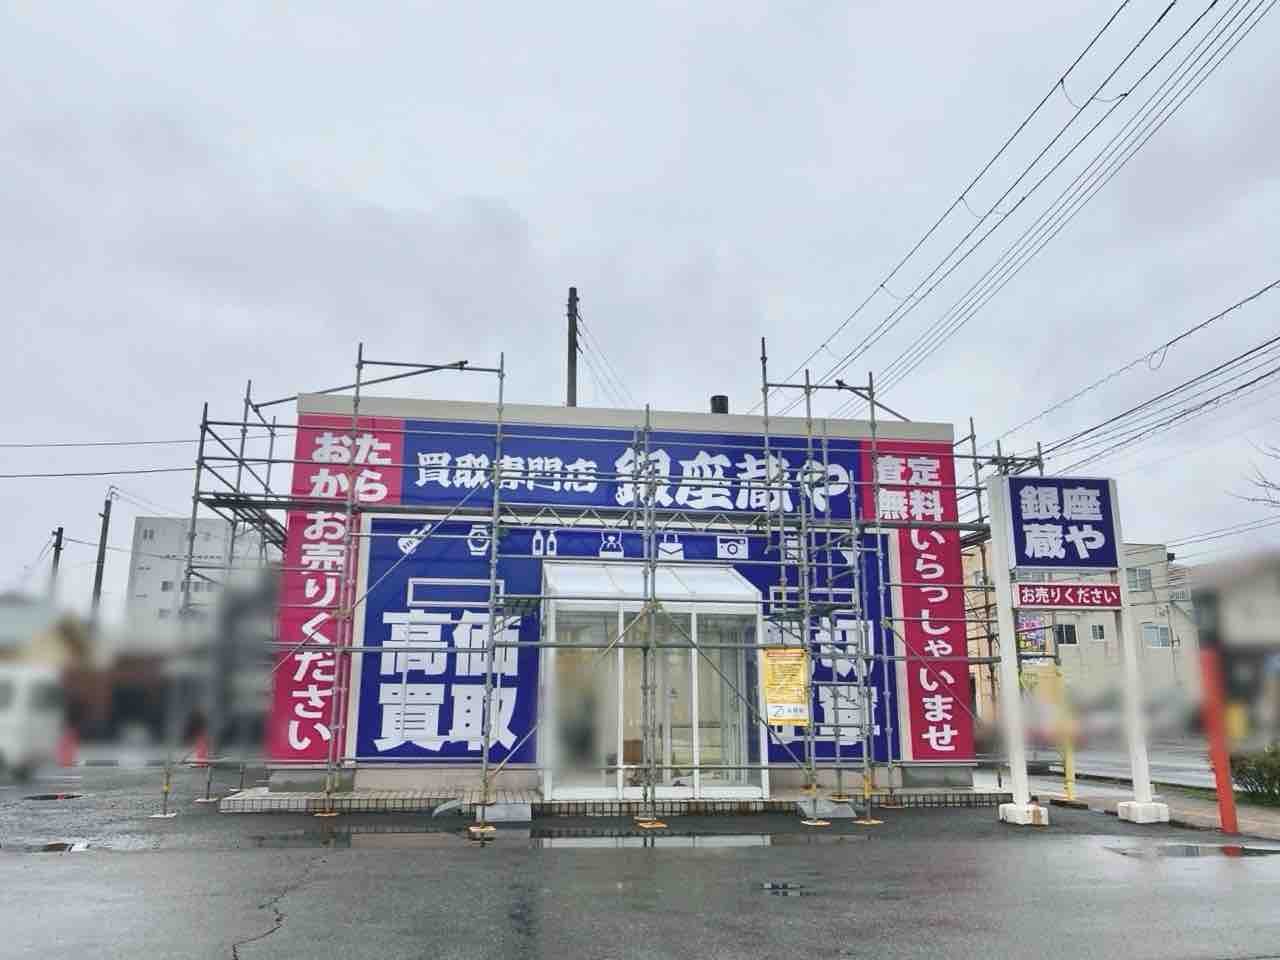 おたからお売りください
買取専門店 銀座蔵や
査定無料いらっしゃいませ
高価
買取
銀座
蔵や
お売りください